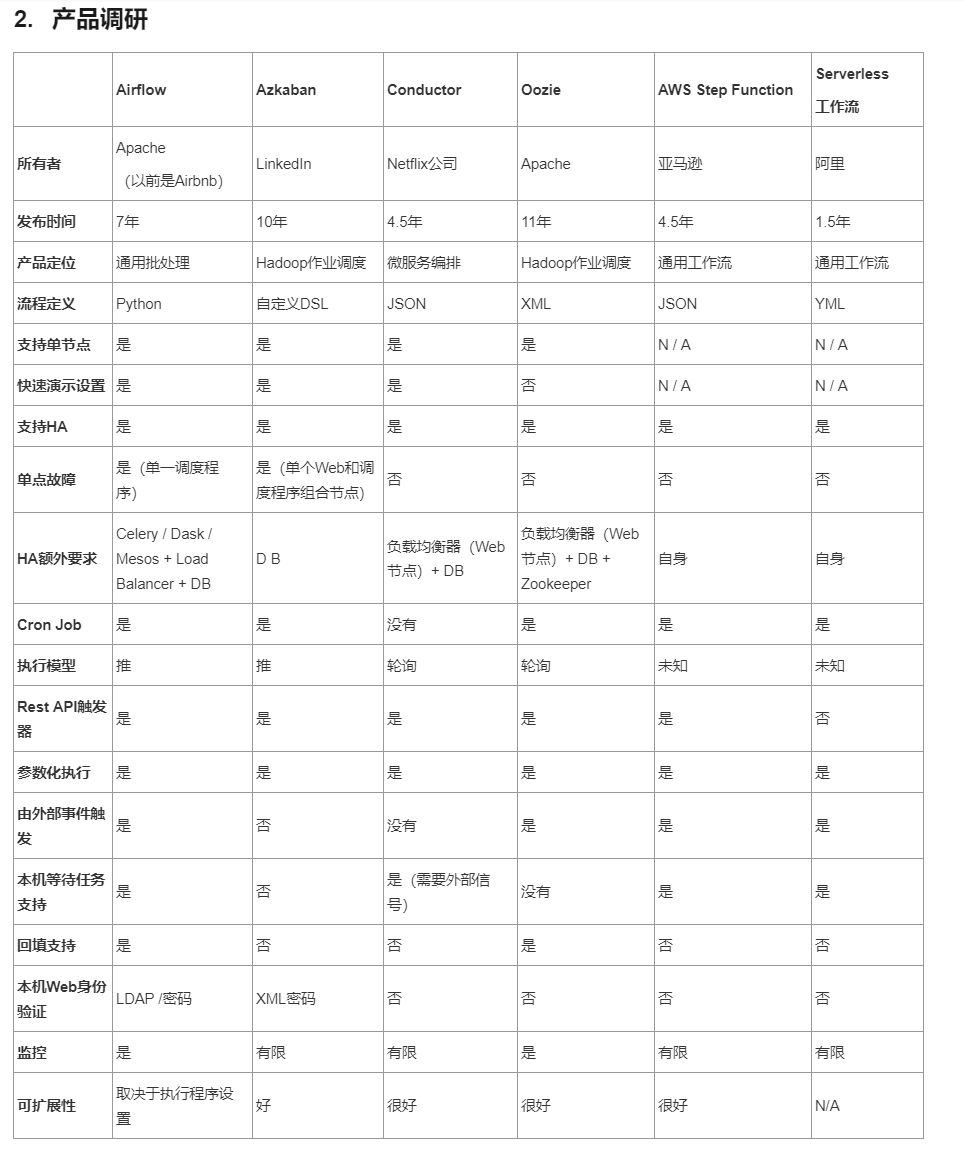 2. 产品调研
Airflow
Azkaban
Conductor
Oozie
AWS Step Function
Serverless
工作流
所有者
Apache
（以前是Airbnb）
LinkedIn
Netflix公司
Apache
亚马逊
阿里
发布时间
7年
10年
4.5年
11年
4.5年
1.5年
产品定位
通用批处理
Hadoop作业调度
微服务编排
Hadoop作业调度
通用工作流
通用工作流
流程定义
Python
自定义DSL
JSON
XML
JSON
YML
支持单节点
是
是
是
是
N / A
N / A
快速演示设置
是
是
是
否
N / A
N / A
支持HA
是
是
是
是
是
是
单点故障
是（单一调度程
序）
是（单个Web和调
度程序组合节点）
否
否
否
否
HA额外要求
Celery / Dask /
Mesos + Load
Balancer + DB
D B
负载均衡器（Web
节点）+ DB
负载均衡器（Web
节点）+ DB +
Zookeeper
自身
自身
Cron Job
是
是
没有
是
是
是
执行模型
推
推
轮询
轮询
未知
未知
Rest API触发
器
是
是
是
是
是
否
参数化执行
是
是
是
是
是
是
由外部事件触
发
是
否
没有
是
是
是
本机等待任务
支持
是
否
是（需要外部信
号）
没有
是
是
回填支持
是
否
否
是
否
否
本机Web身份
验证
LDAP /密码
XML密码
否
否
否
否
监控
是
有限
有限
是
有限
有限
可扩展性
取决于执行程序设
置
好
很好
很好
很好
N/A